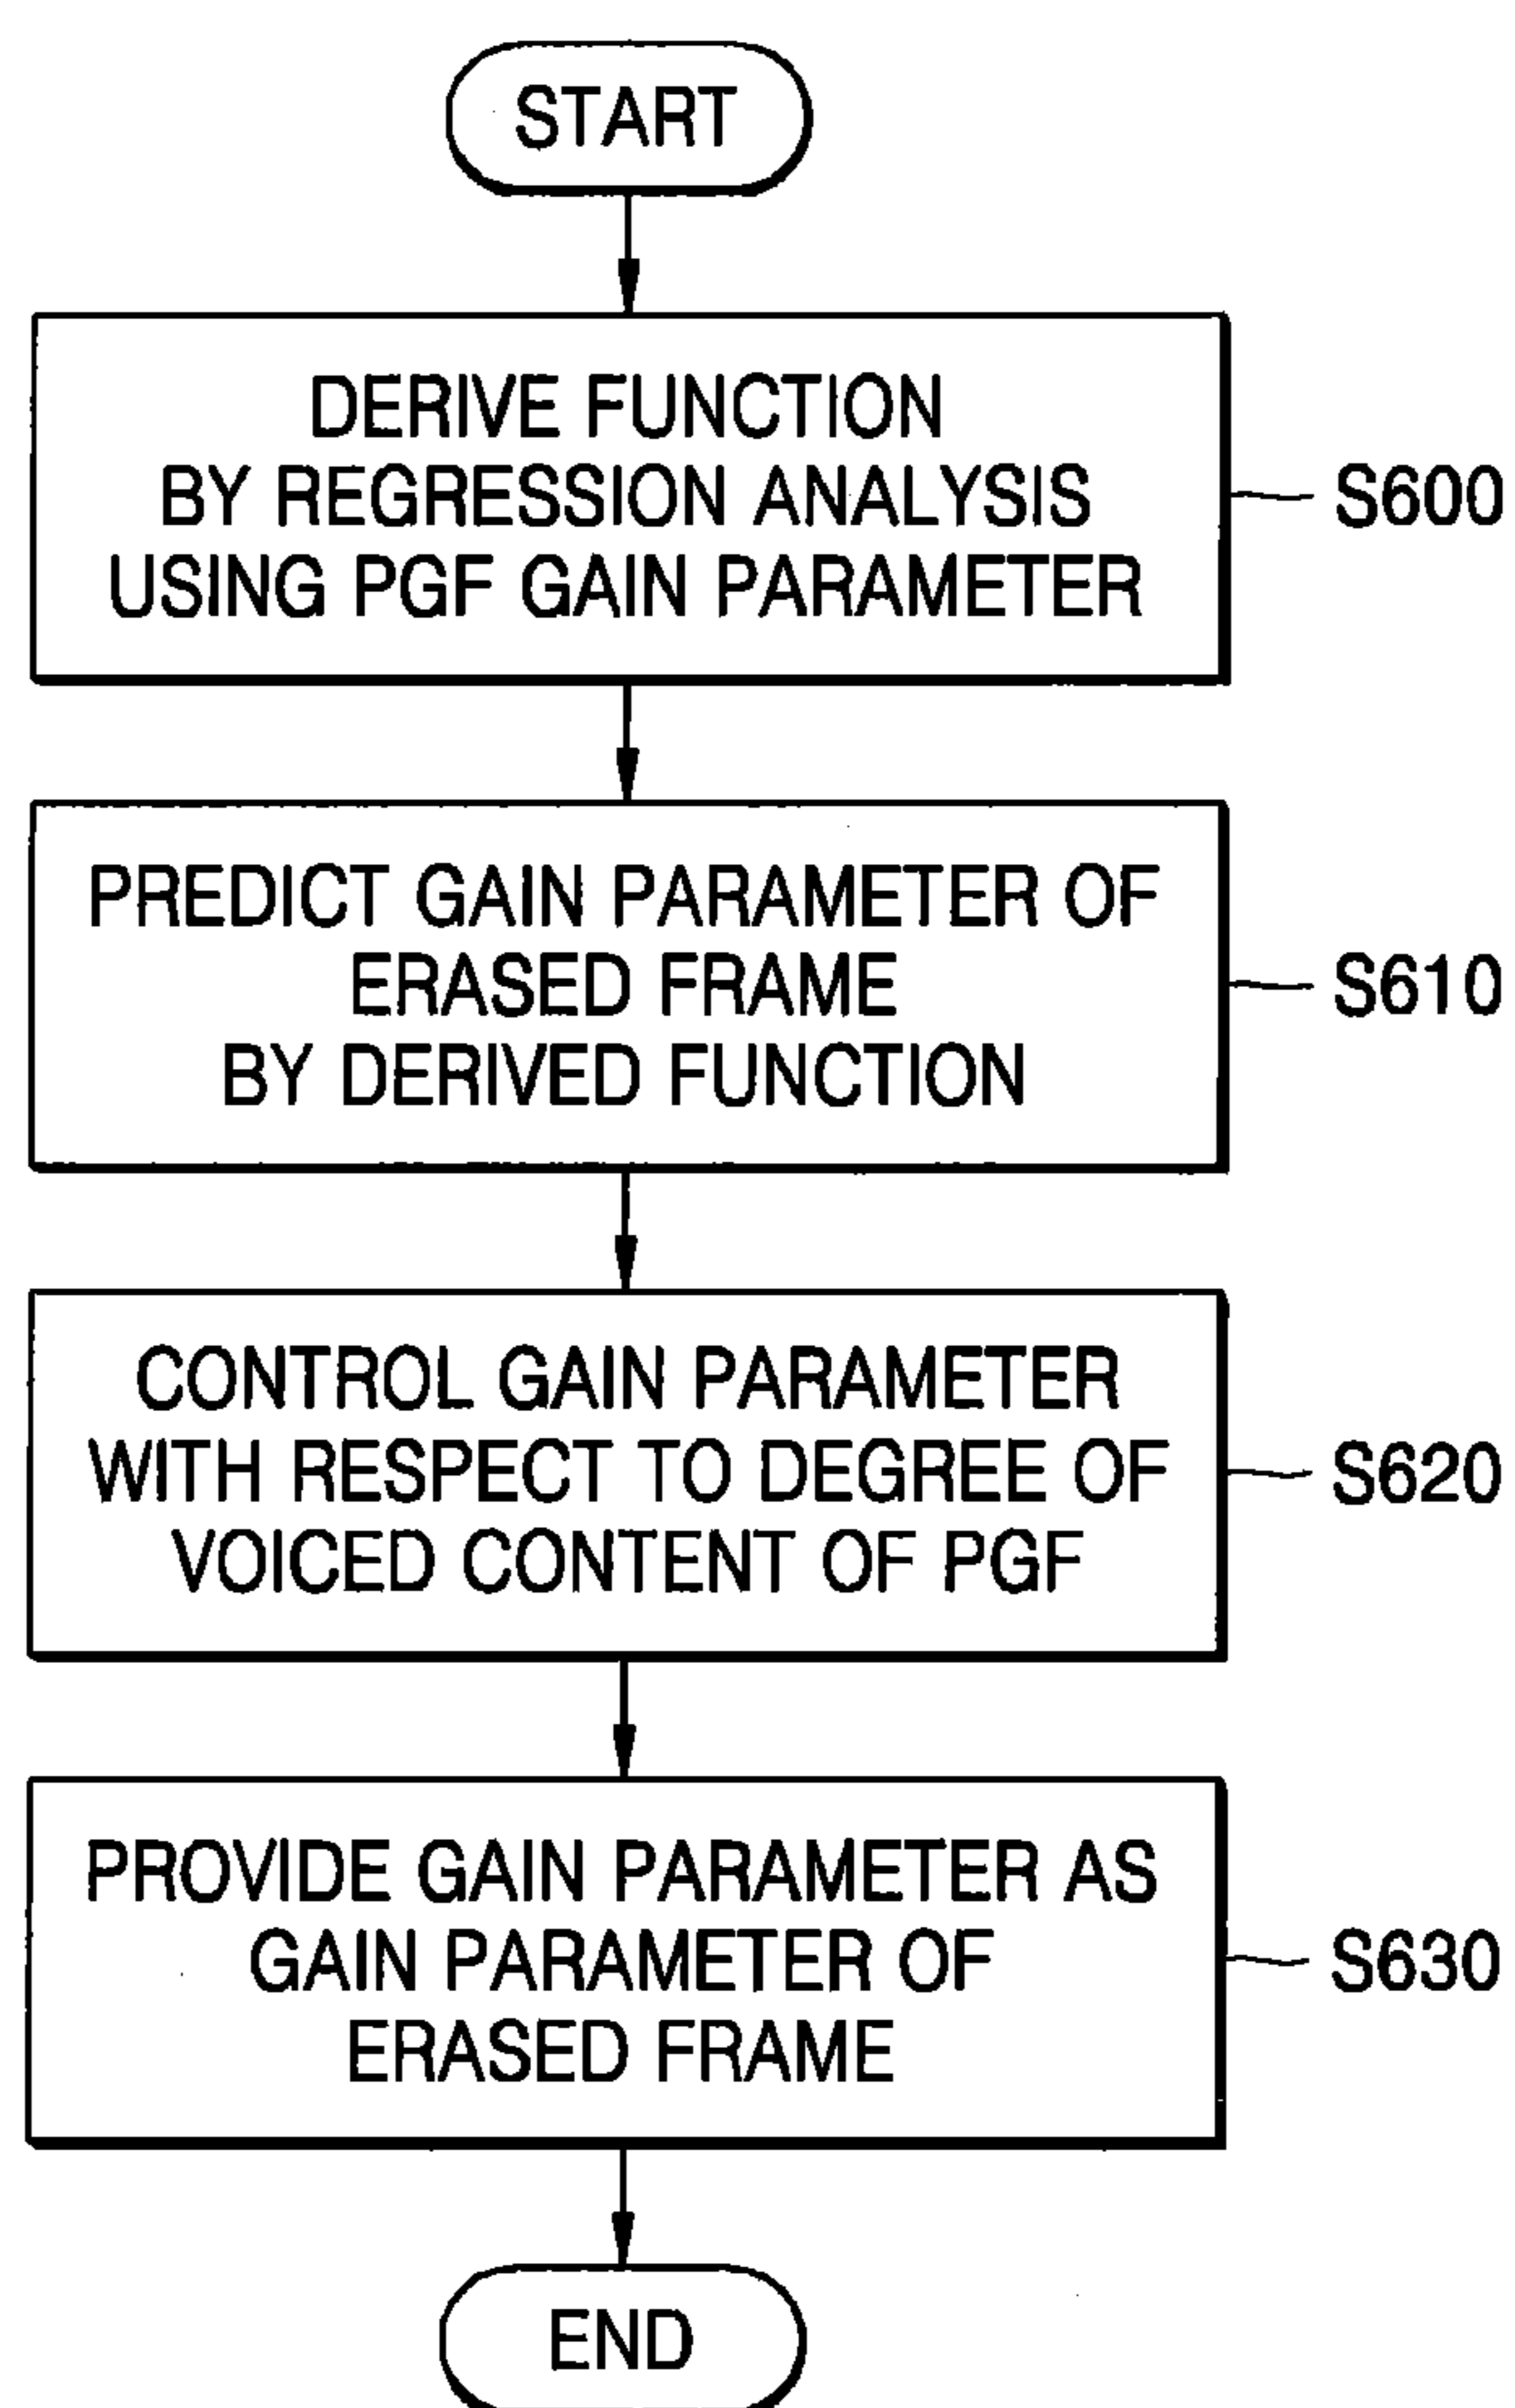 START
DERIVE FUNCTION
BY REGRESSION ANALYSIS
USING PGF GAIN PARAMETER
S600
PREDICT GAIN PARAMETER OF
ERASED FRAME
BY DERIVED FUNCTION
S610
CONTROL GAIN PARAMETER
WITH RESPECT TO DEGREE OF
VOICED CONTENT OF PGF
S620
PROVIDE GAIN PARAMETER AS
GAIN PARAMETER OF
ERASED FRAME
S630
END